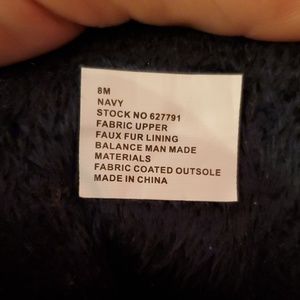 8M
NAVY
STOCK NO 627791
FABRIC UPPER
FAUX FUR LINING
BALANCE MAN MADE
MATERIALS
FABRIC COATED OUTSOLE
MADE IN CHINA